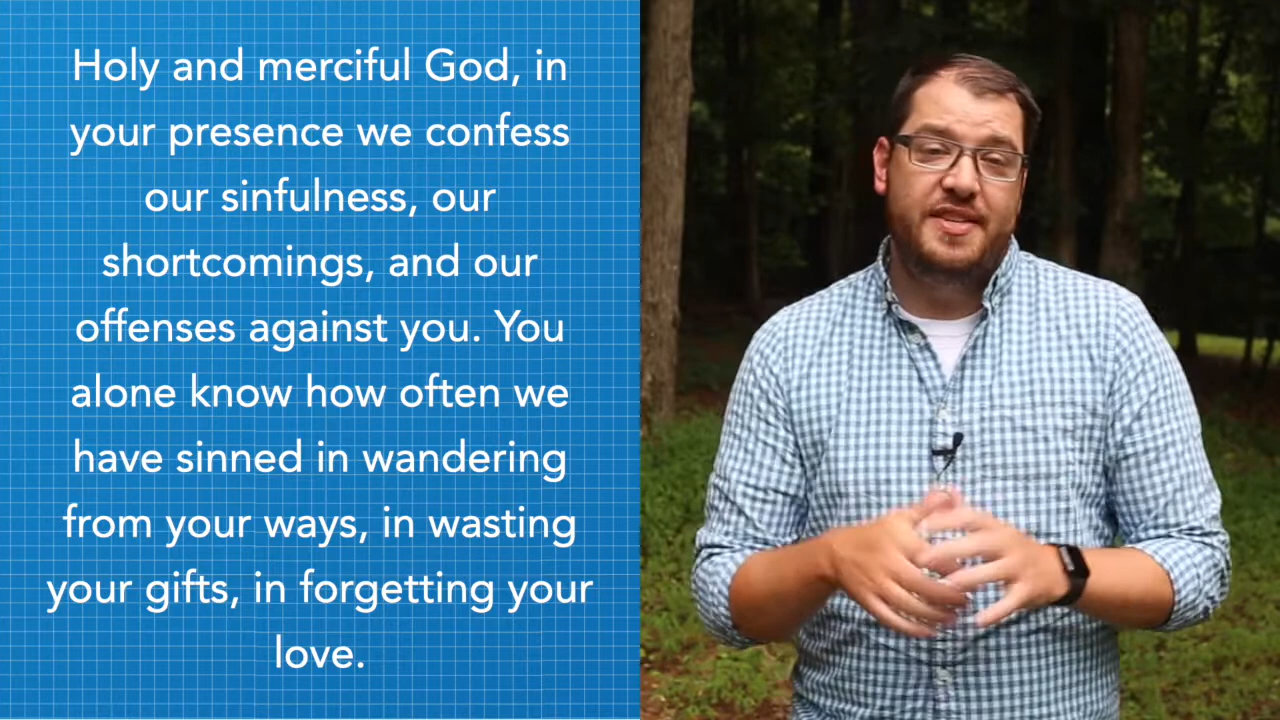 Holy and merciful God, in
your presence we confess
our sinfulness, our
shortcomings, and our
offenses against you. You
alone know how often we
have sinned in wandering
from your ways, in wasting
your gifts, in forgetting your
love.